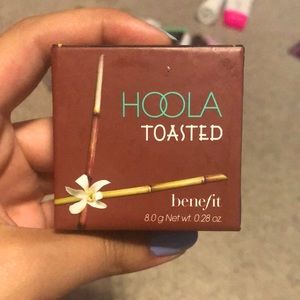 HOOLA
TOASTED
benefit
8.0 g Net wt. 0.28 oz.